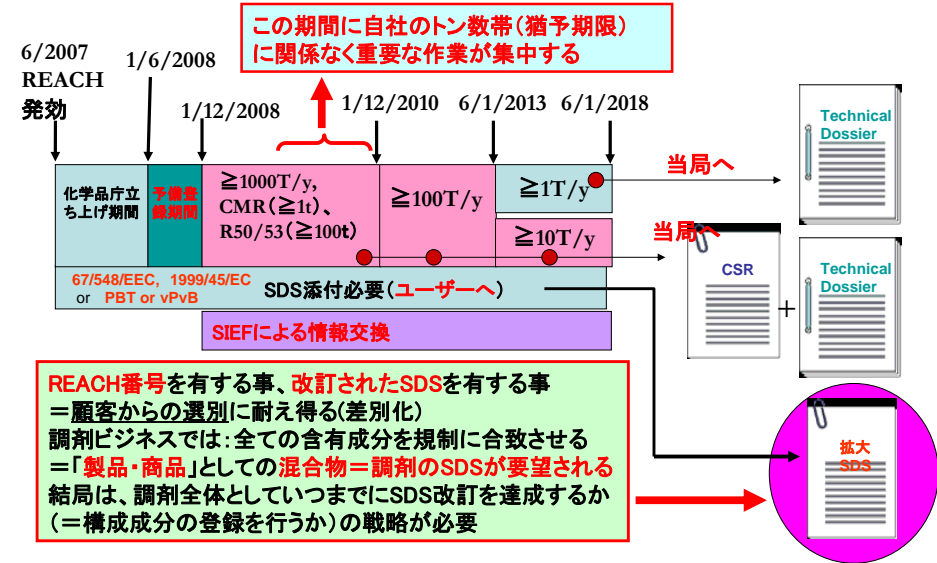 この期間に自社のトン数帯（猶予期限）
に関係なく重要な作業が集中する
6/2007
REACH
発効
1/6/2008
1/12/2008
1/12/2010
6/1/2013
6/1/2018
化学品庁立
ち上げ期間
予備登
録期間
≧1000T/y,
CMR（≧1t）、
R50/53（≧100t）
≧100T/y
≧1T/y
≧10T/y
当局へ
当局へ
Technical
Dossier
CSR
+
Technical
Dossier
67/548/EEC, 1999/45/EC
or PBT or vPvB
SDS添付必要（ユーザーへ）
SIEFによる情報交換
REACH番号を有する事、改訂されたSDSを有する事
＝顧客からの選別に耐え得る(差別化)
調剤ビジネスでは：全ての含有成分を規制に合致させる
＝「製品・商品」としての混合物＝調剤のSDSが要望される
結局は、調剤全体としていつまでにSDS改訂を達成するか
（＝構成成分の登録を行うか）の戦略が必要
拡大
SDS